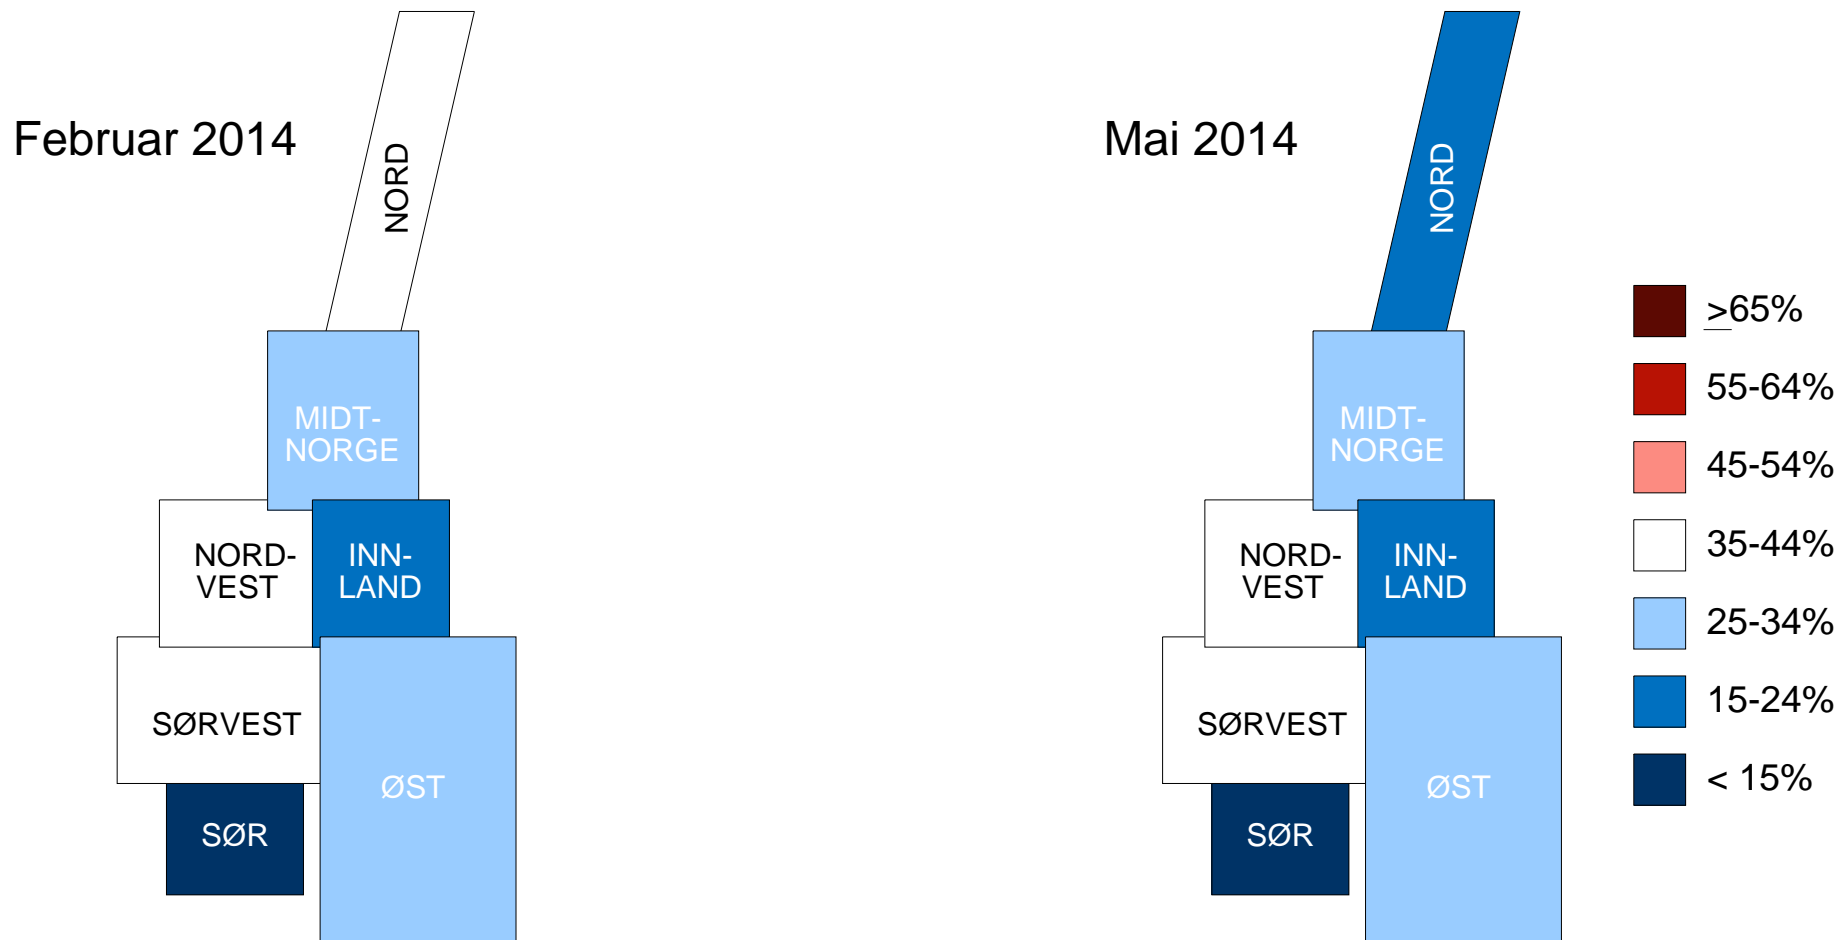 Februar 2014
NORD
MIDT-
NORGE
NORD-
VEST
INN-
LAND
SØRVEST
ØST
SØR
Mai 2014
NORD
MIDT-
NORGE
NORD-
VEST
INN-
LAND
SØRVEST
ØST
SØR
>65%
55-64%
45-54%
35-44%
25-34%
15-24%
< 15%